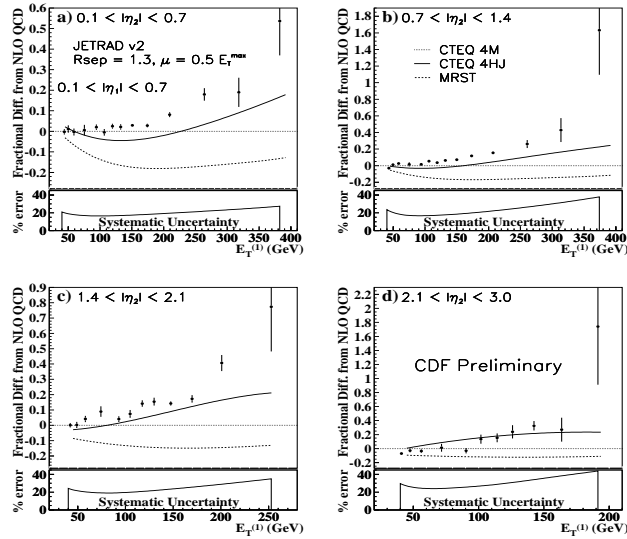 a) 0.1 < |η2| < 0.7
JETRAD v2
Rsep = 1.3, μ = 0.5 ET^max
0.1 < |η1| < 0.7
Fractional Diff. from NLO QCD
0.6
0.5
0.4
0.3
0.2
0.1
0
-0.1
-0.2
% error
40
20
0
Systematic Uncertainty
50 100 150 200 250 300 350 400
ET(1) (GeV)
b) 0.7 < |η2| < 1.4
CTEQ 4M
CTEQ 4HJ
MRST
Fractional Diff. from NLO QCD
1.8
1.6
1.4
1.2
1
0.8
0.6
0.4
0.2
0
-0.2
% error
40
20
0
Systematic Uncertainty
50 100 150 200 250 300 350 400
ET(1) (GeV)
c) 1.4 < |η2| < 2.1
Fractional Diff. from NLO QCD
0.9
0.8
0.7
0.6
0.5
0.4
0.3
0.2
0.1
0
-0.1
-0.2
% error
40
20
0
Systematic Uncertainty
50 100 150 200 250
ET(1) (GeV)
d) 2.1 < |η2| < 3.0
CDF Preliminary
Fractional Diff. from NLO QCD
2.2
2
1.8
1.6
1.4
1.2
1
0.8
0.6
0.4
0.2
0
-0.2
% error
40
20
0
Systematic Uncertainty
50 100 150 200
ET(1) (GeV)